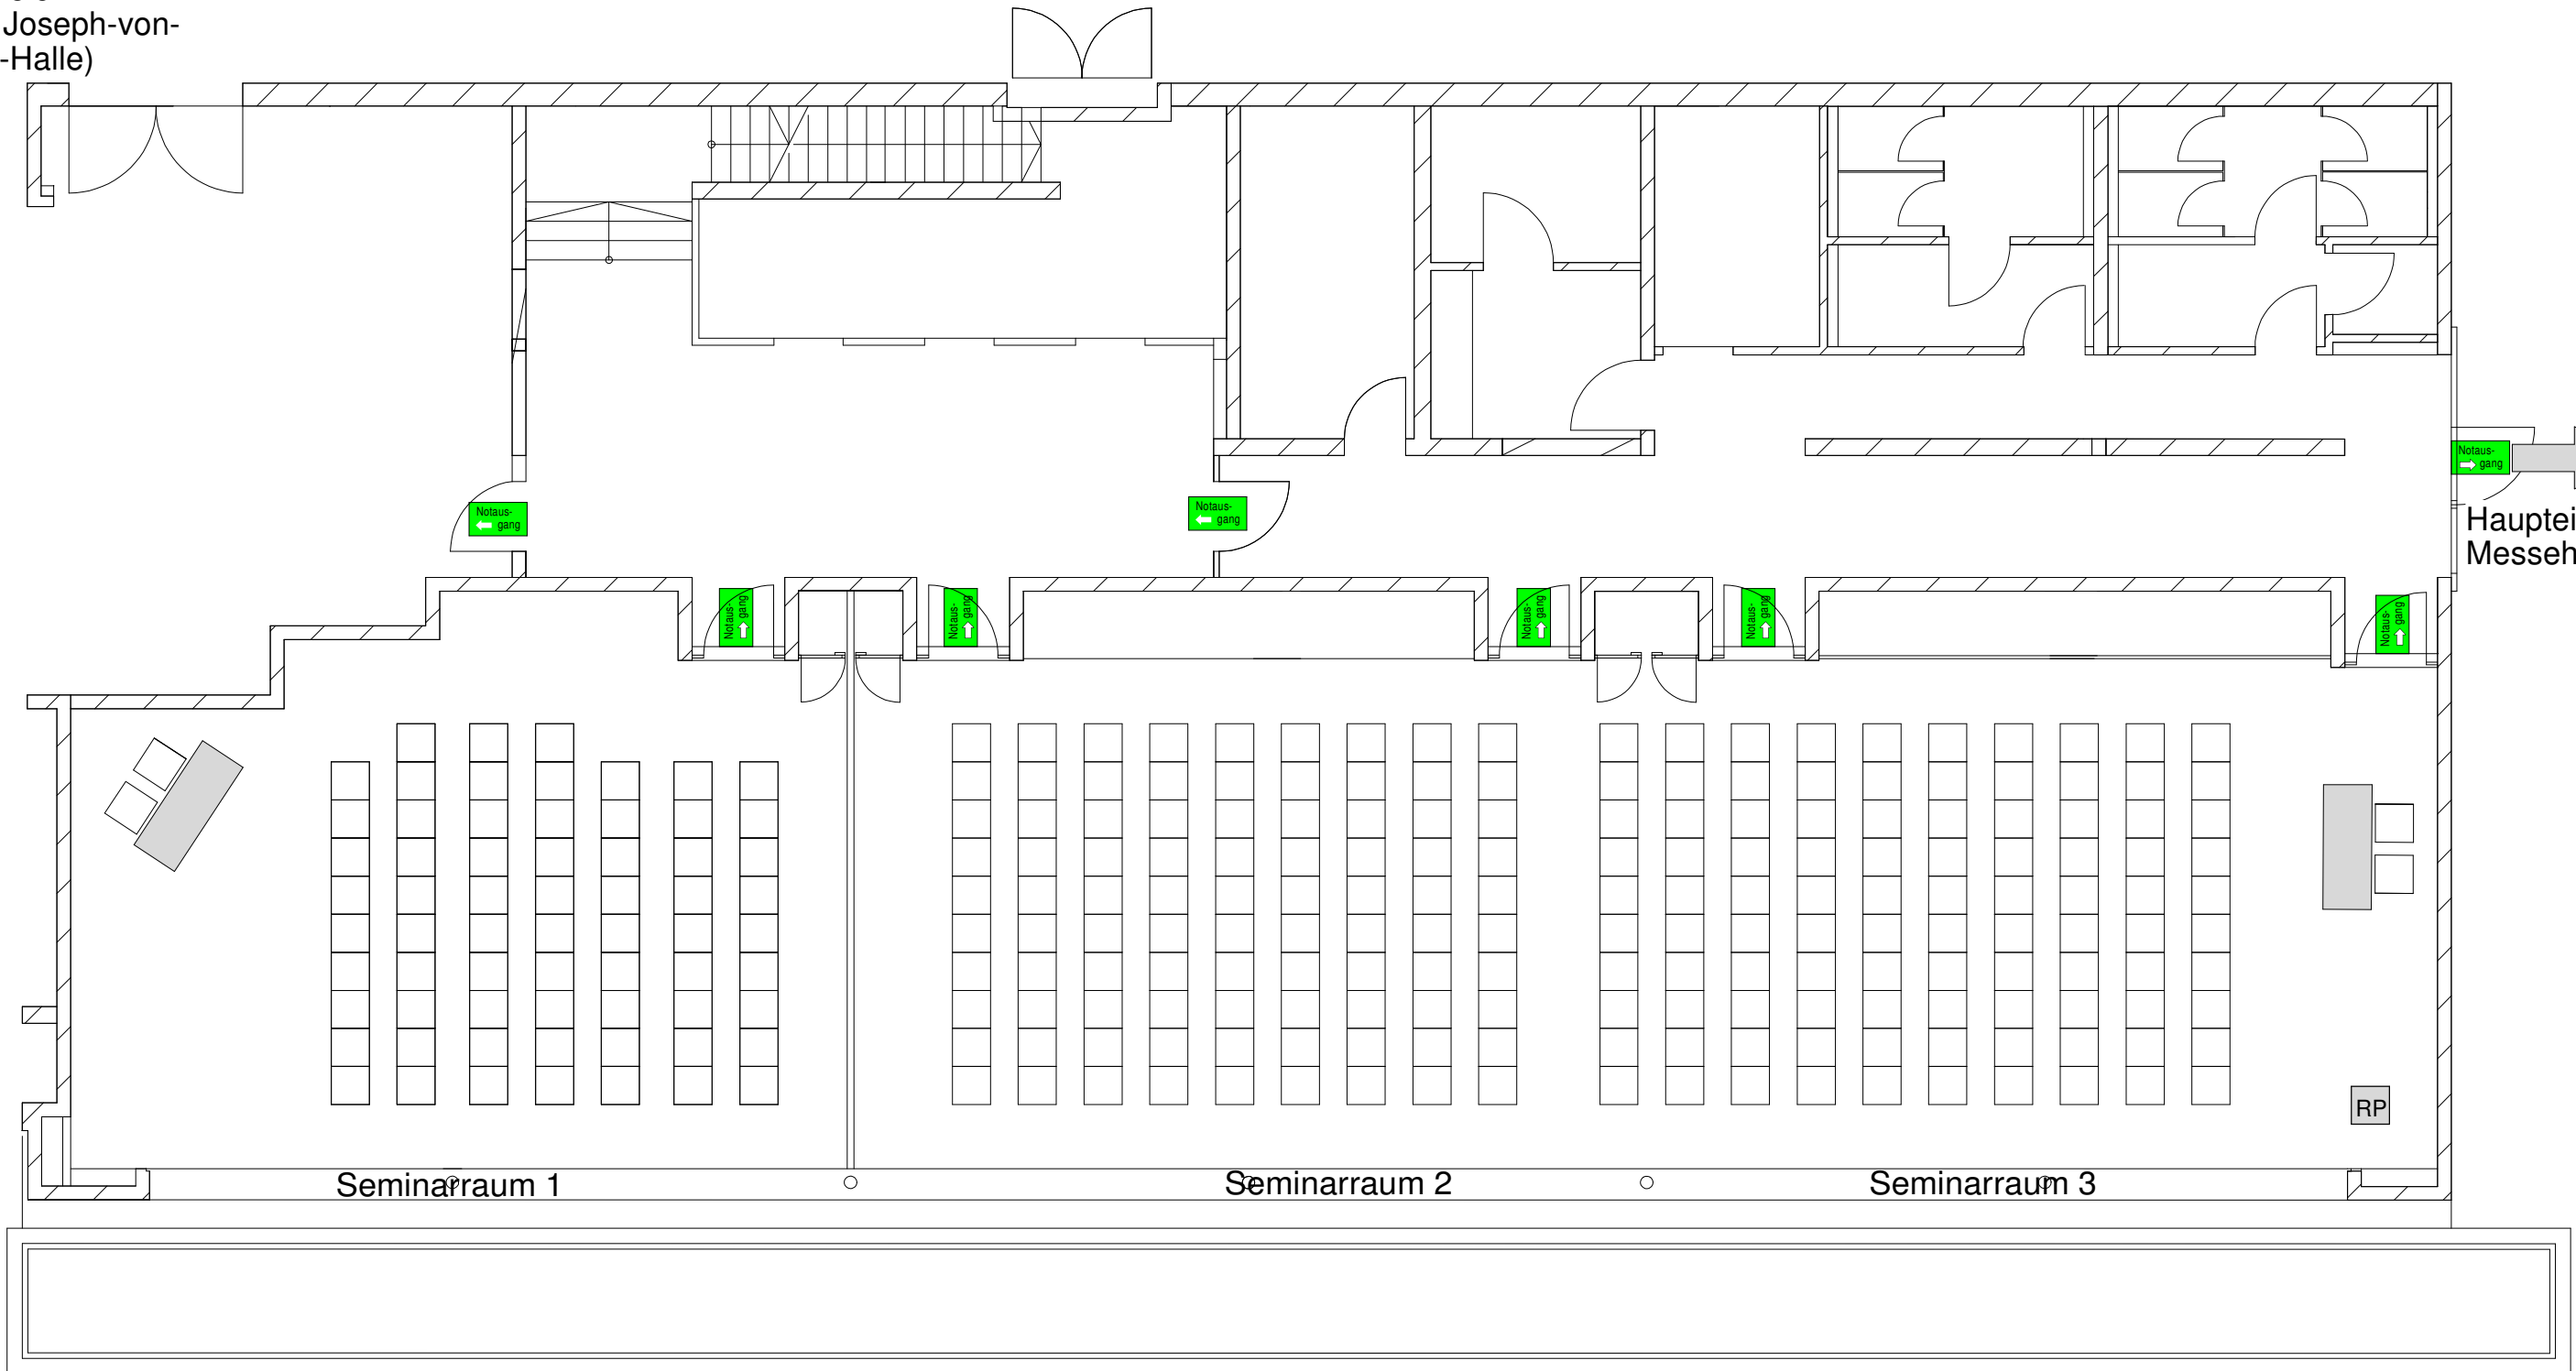 Joseph-von-
-Halle)
Notaus-
gang
Notaus-
gang
Notaus-
gang
Hauptei
Messeh
Notaus-
gang
Notaus-
gang
Notaus-
gang
Notaus-
gang
Notaus-
gang
RP
Seminarraum 1
Seminarraum 2
Seminarraum 3